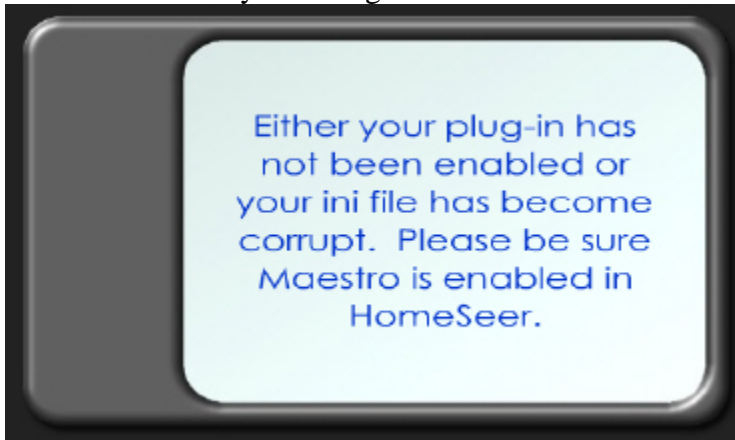 Either your plug-in has
not been enabled or
your ini file has become
corrupt.  Please be sure
Maestro is enabled in
HomeSeer.